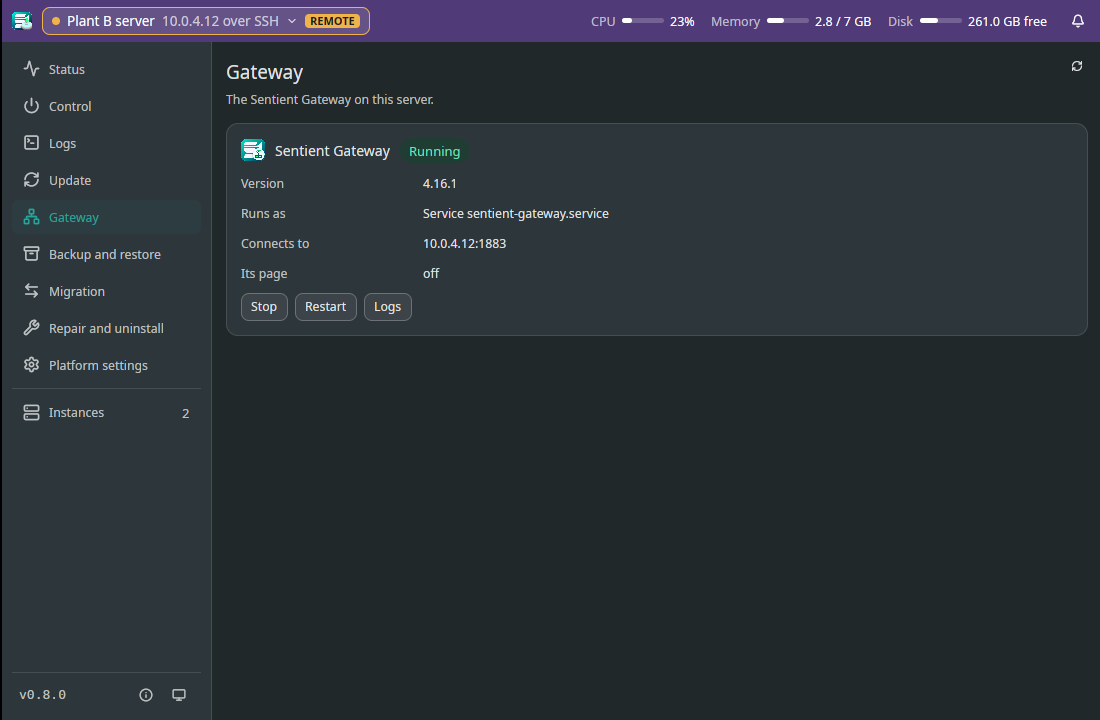 Plant B server 10.0.4.12 over SSH REMOTE
CPU 23% Memory 2.8 / 7 GB Disk 261.0 GB free
Status
Control
Logs
Update
Gateway
Backup and restore
Migration
Repair and uninstall
Platform settings
Instances 2
v0.8.0
Gateway
The Sentient Gateway on this server.
Sentient Gateway Running
Version 4.16.1
Runs as Service sentient-gateway.service
Connects to 10.0.4.12:1883
Its page off
Stop Restart Logs